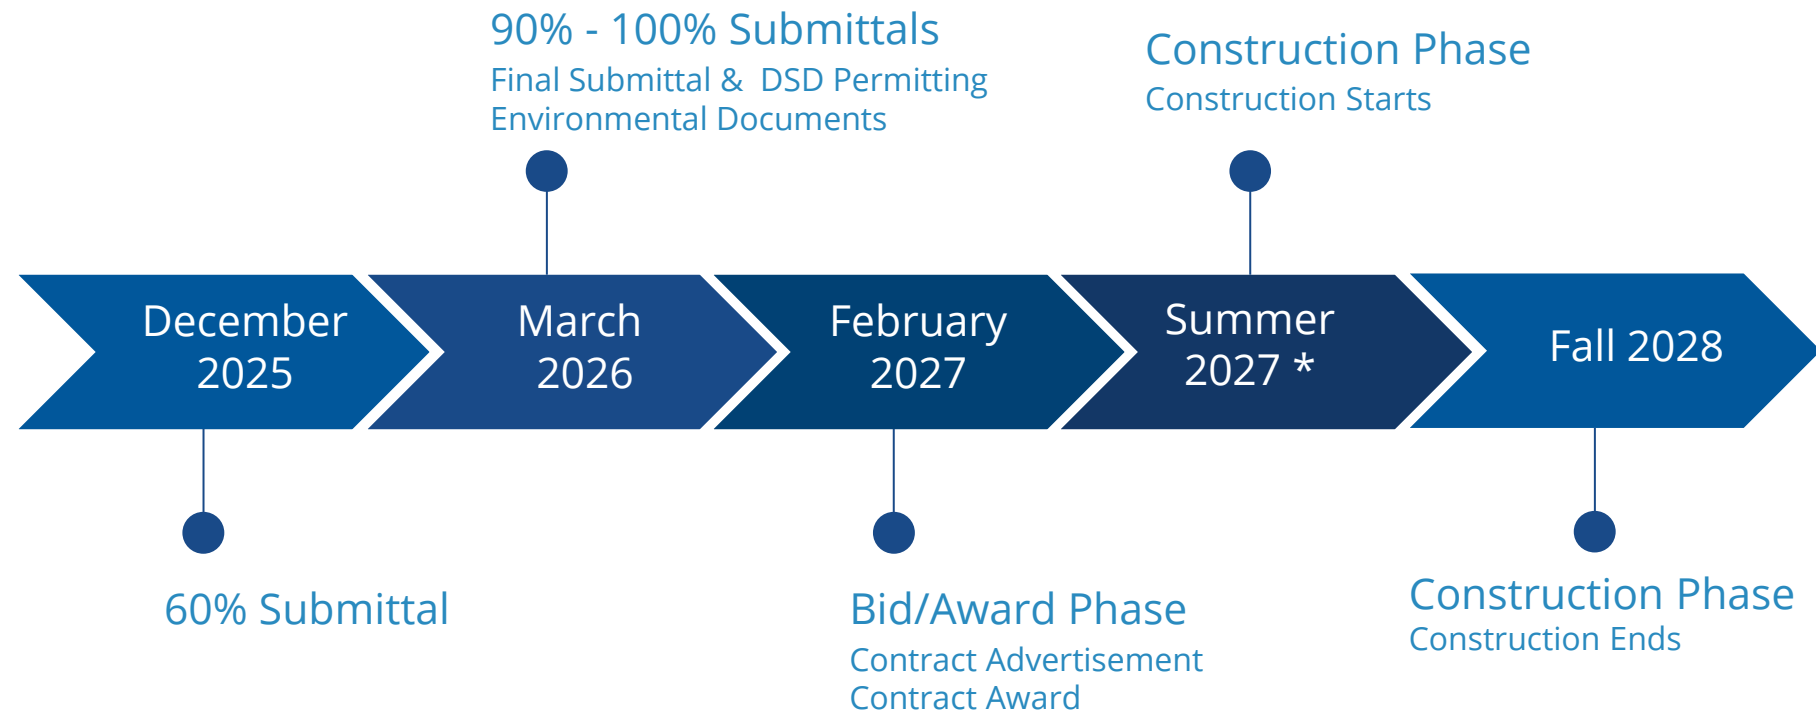 90% - 100% Submittals
Final Submittal & DSD Permitting
Environmental Documents
Construction Phase
Construction Starts
December
2025
March
2026
February
2027
Summer
2027 *
Fall 2028
60% Submittal
Bid/Award Phase
Contract Advertisement
Contract Award
Construction Phase
Construction Ends